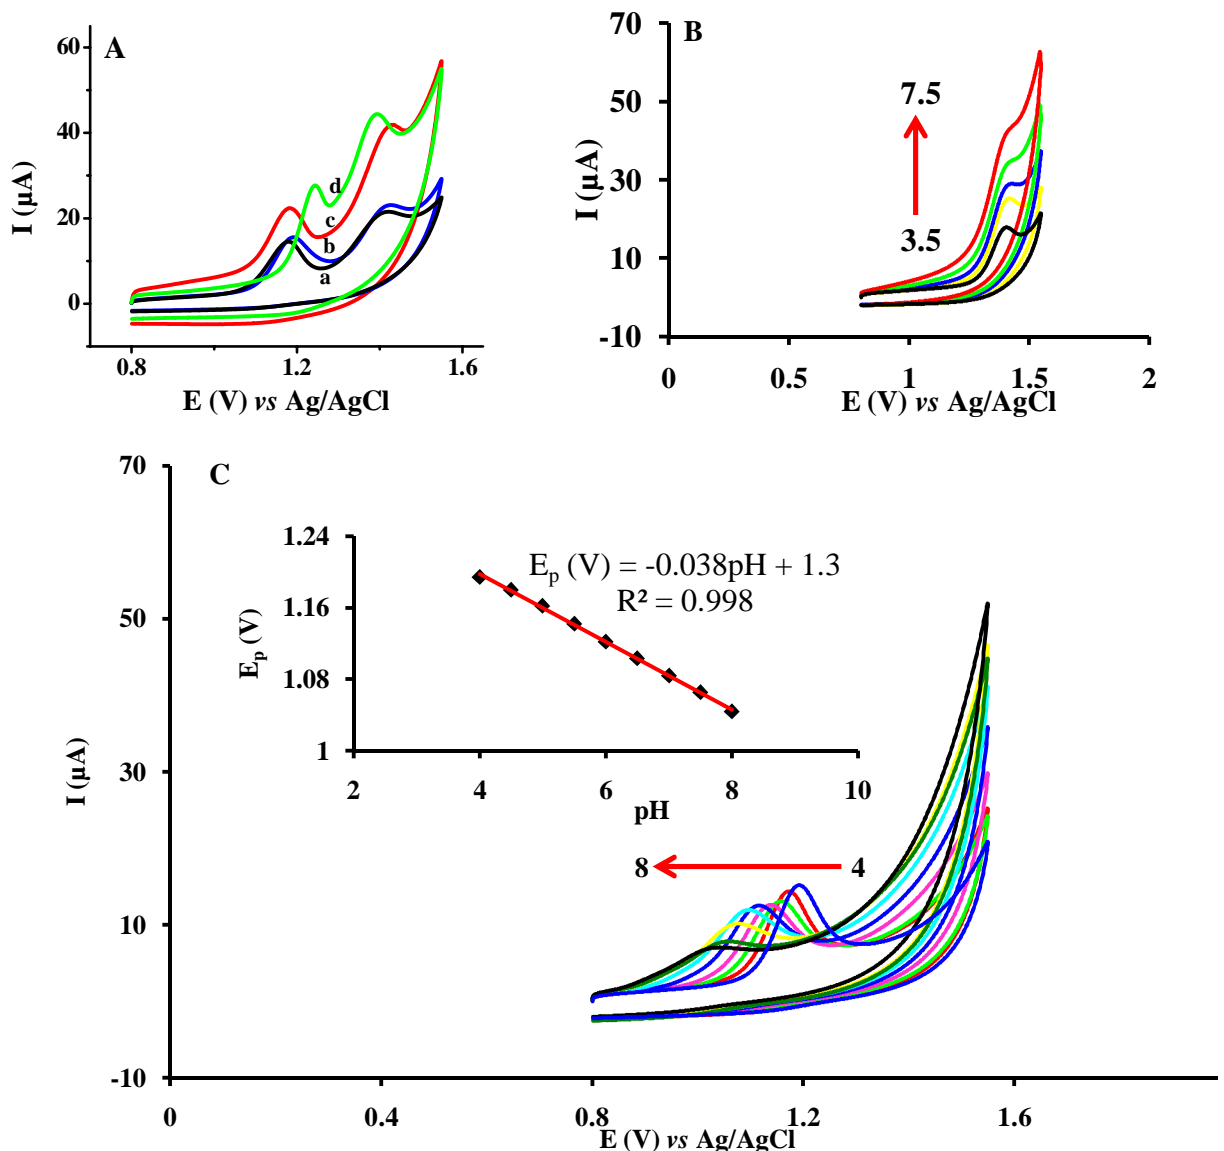 A
60
40
20
0
I (µA)
d
c
b
a
0.8
1.2
1.6
E (V) vs Ag/AgCl
B
70
50
30
10
-10
I (µA)
7.5
3.5
0
0.5
1
1.5
2
E (V) vs Ag/AgCl
C
70
50
30
10
-10
I (µA)
1.24
1.16
1.08
1
Ep (V)
Ep (V) = -0.038pH + 1.3
R² = 0.998
2
4
6
8
10
pH
8
4
0
0.4
0.8
1.2
1.6
E (V) vs Ag/AgCl